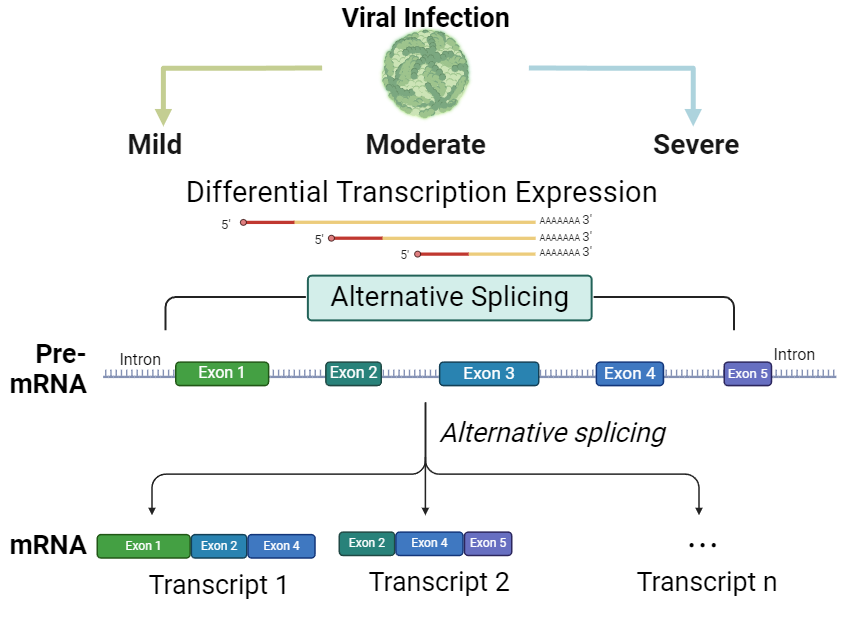 Viral Infection
Mild Moderate Severe
Differential Transcription Expression
5' AAAAAAA 3'
5' AAAAAAA 3'
5' AAAAAAA 3'
Alternative Splicing
Pre-
mRNA
Intron Exon 1 Exon 2 Exon 3 Exon 4 Exon 5 Intron
Alternative splicing
mRNA Exon 1 Exon 2 Exon 4 Exon 2 Exon 4 Exon 5 ...
Transcript 1 Transcript 2 Transcript n